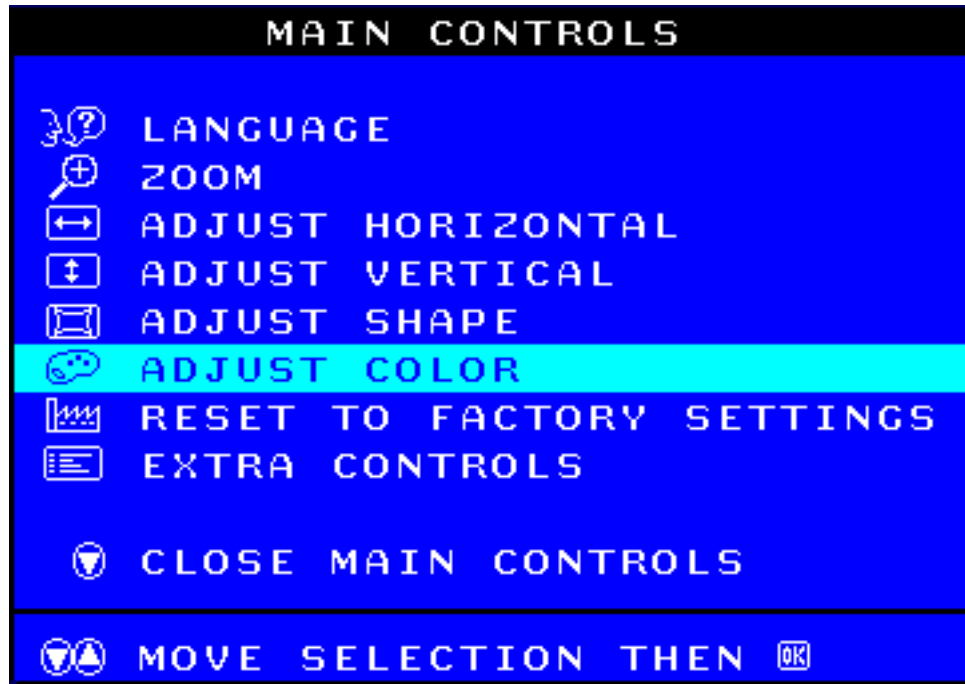 MAIN CONTROLS
LANGUAGE
ZOOM
ADJUST HORIZONTAL
ADJUST VERTICAL
ADJUST SHAPE
ADJUST COLOR
RESET TO FACTORY SETTINGS
EXTRA CONTROLS
CLOSE MAIN CONTROLS
MOVE SELECTION THEN OK